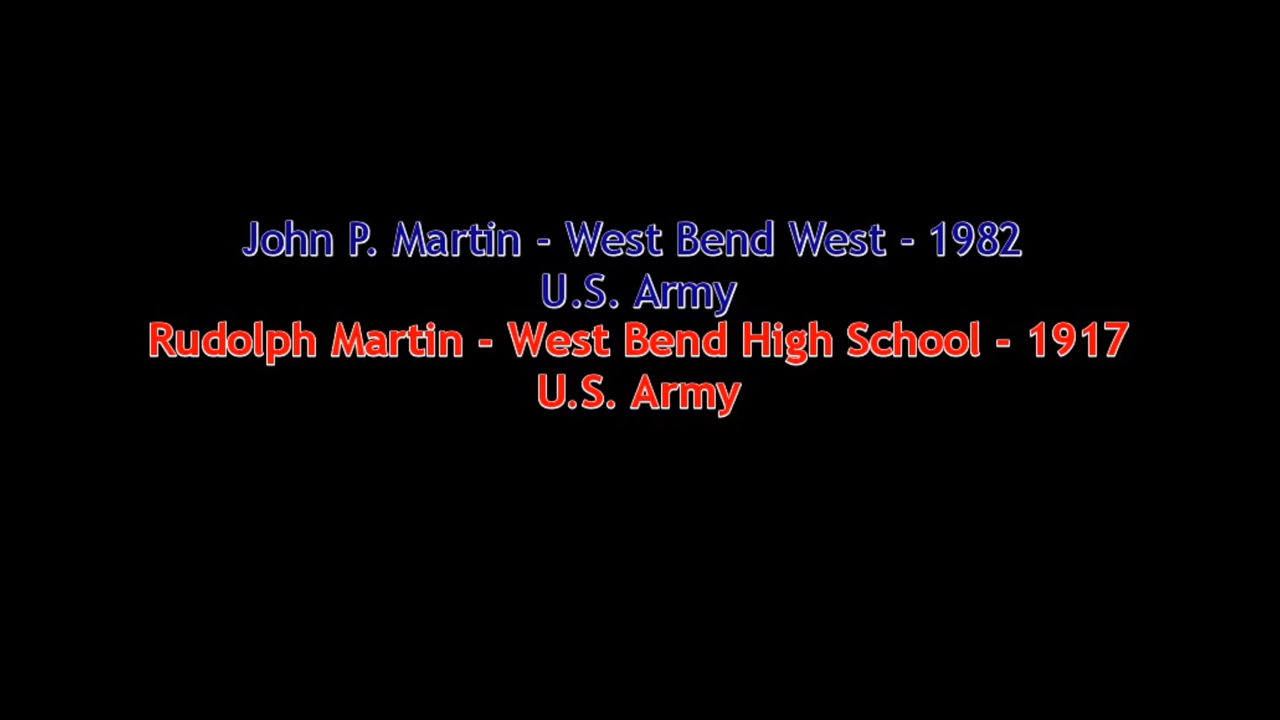 John P. Martin - West Bend West - 1982
U.S. Army
Rudolph Martin - West Bend High School - 1917
U.S. Army